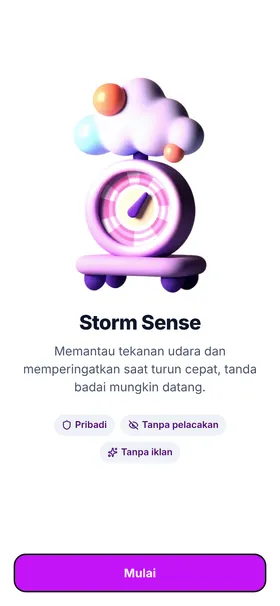 Storm Sense
Memantau tekanan udara dan
memperingatkan saat turun cepat, tanda
badai mungkin datang.
Pribadi
Tanpa pelacakan
Tanpa iklan
Mulai